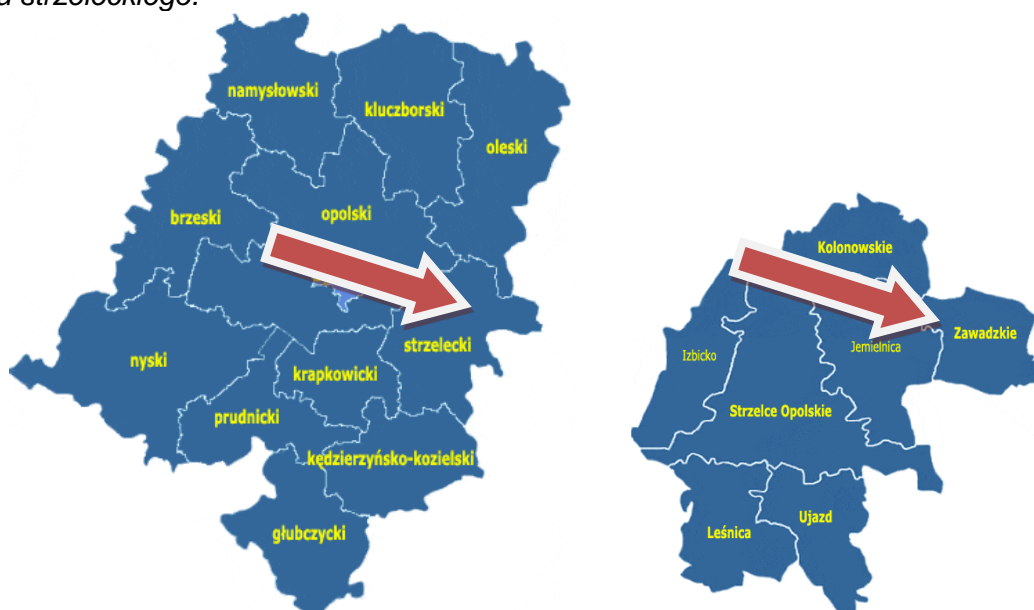 strzeleckiego.
namysłowski
kluczborski
oleski
brzeski
opolski
strzelecki
nyski
krapkowicki
prudnicki
kędzierzyńsko-kozielski
głubczycki
Kolonowskie
Zawadzkie
Izbicko
Jemielnica
Strzelce Opolskie
Leśnica
Ujazd